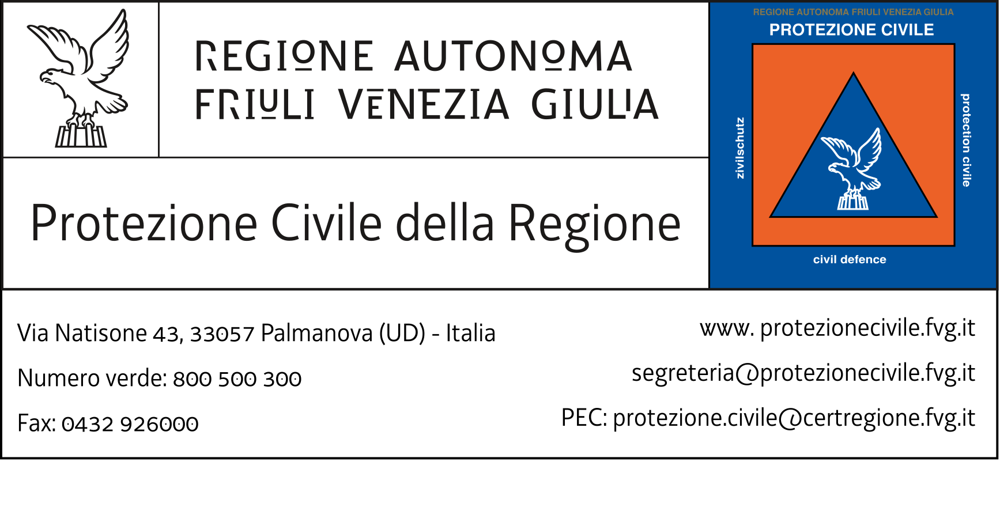 REGIONE AUTONOMA
FRIULI VENEZIA GIULIA
Protezione Civile della Regione
REGIONE AUTONOMA FRIULI VENEZIA GIULIA
PROTEZIONE CIVILE
zivilschutz
protection civile
civil defence
Via Natisone 43, 33057 Palmanova (UD) - Italia
Numero verde: 800 500 300
Fax: 0432 926000
www. protezionecivile.fvg.it
segreteria@protezionecivile.fvg.it
PEC: protezione.civile@certregione.fvg.it